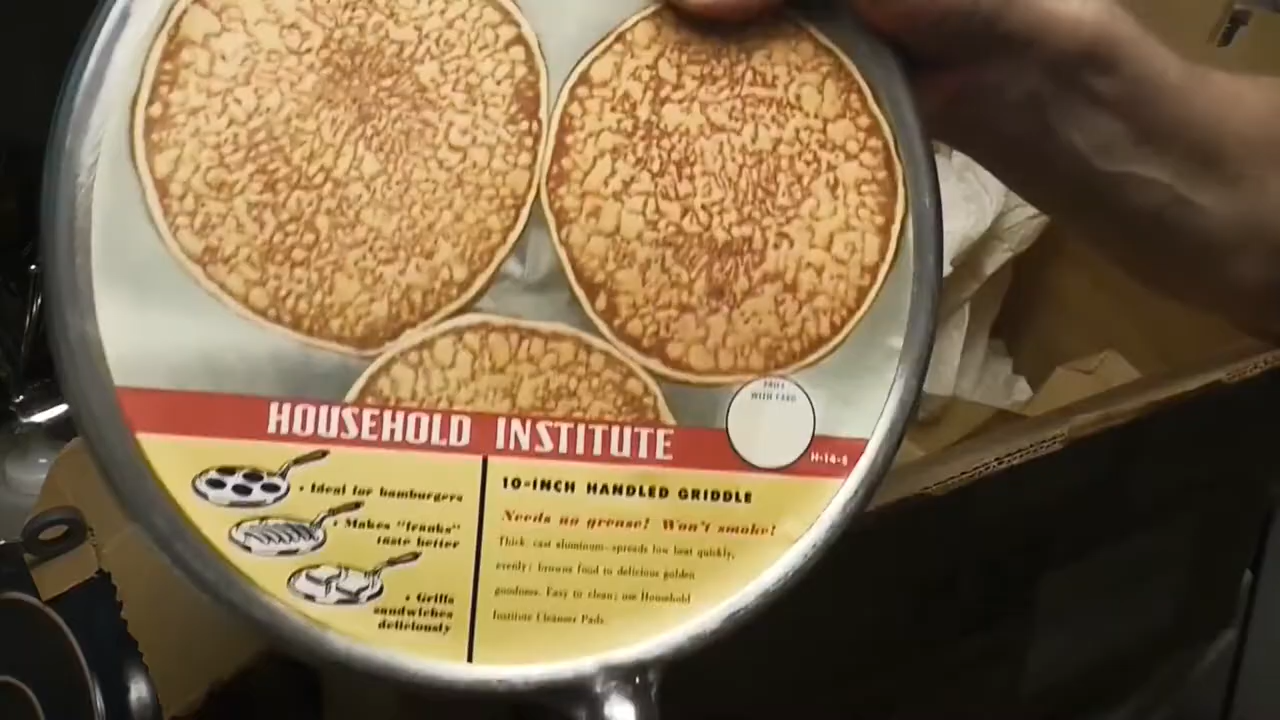 WITH CARD
HOUSEHOLD INSTITUTE
H-14-S
• Ideal for hamburgers
• Makes "franks"
taste better
• Grills
sandwiches
deliciously
10-INCH HANDLED GRIDDLE
Needs no grease! Won't smoke!
Thick, cast aluminum—spreads low heat quickly,
evenly; browns food to delicious golden
goodness. Easy to clean; use Household
Institute Cleanser Pads.